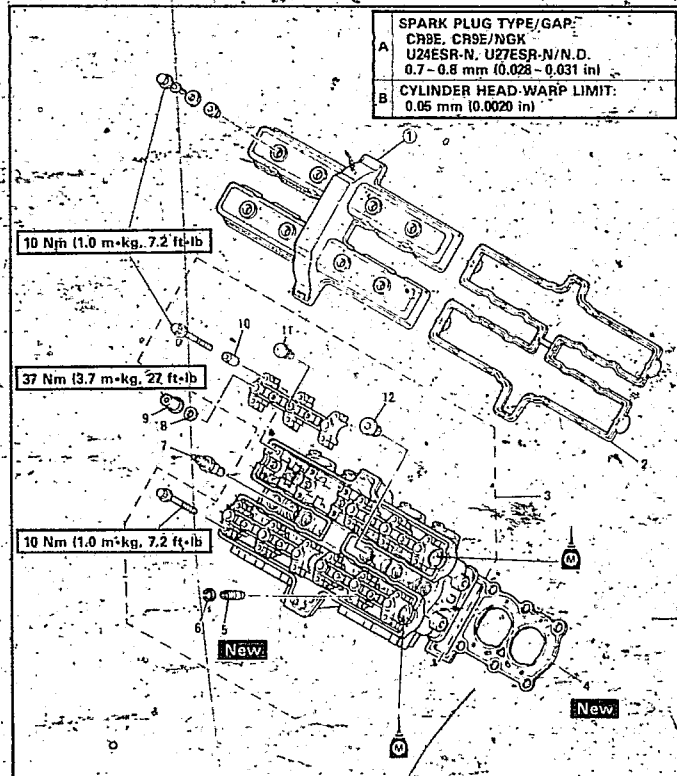 A SPARK PLUG TYPE/GAP:
CR8E, CR9E/NGK
U24ESR-N, U27ESR-N/N.D.
0.7~0.8 mm (0.028~0.031 in)
B CYLINDER HEAD WARP LIMIT:
0.05 mm (0.0020 in)
1
10 Nm (1.0 m•kg, 7.2 ft•lb
10
11
37 Nm (3.7 m•kg, 27 ft•lb
12
9
8
2
7
3
10 Nm (1.0 m•kg, 7.2 ft•lb
M
6
5
New
4
New
M